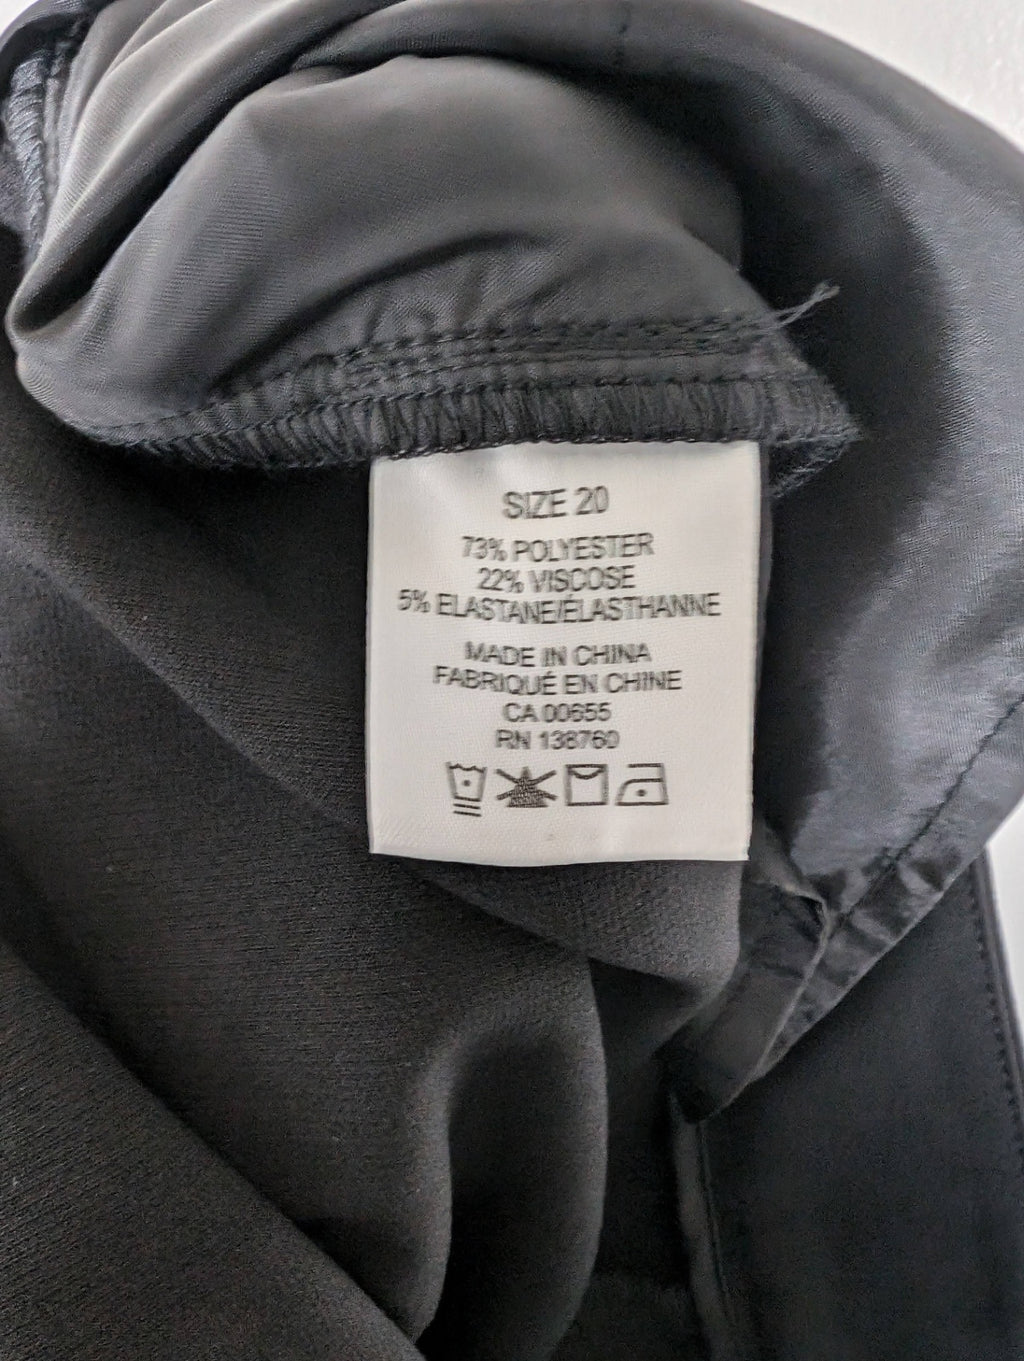 SIZE 20
73% POLYESTER
22% VISCOSE
5% ELASTANE/ÉLASTHANNE
MADE IN CHINA
FABRIQUÉ EN CHINE
CA 00655
RN 138760